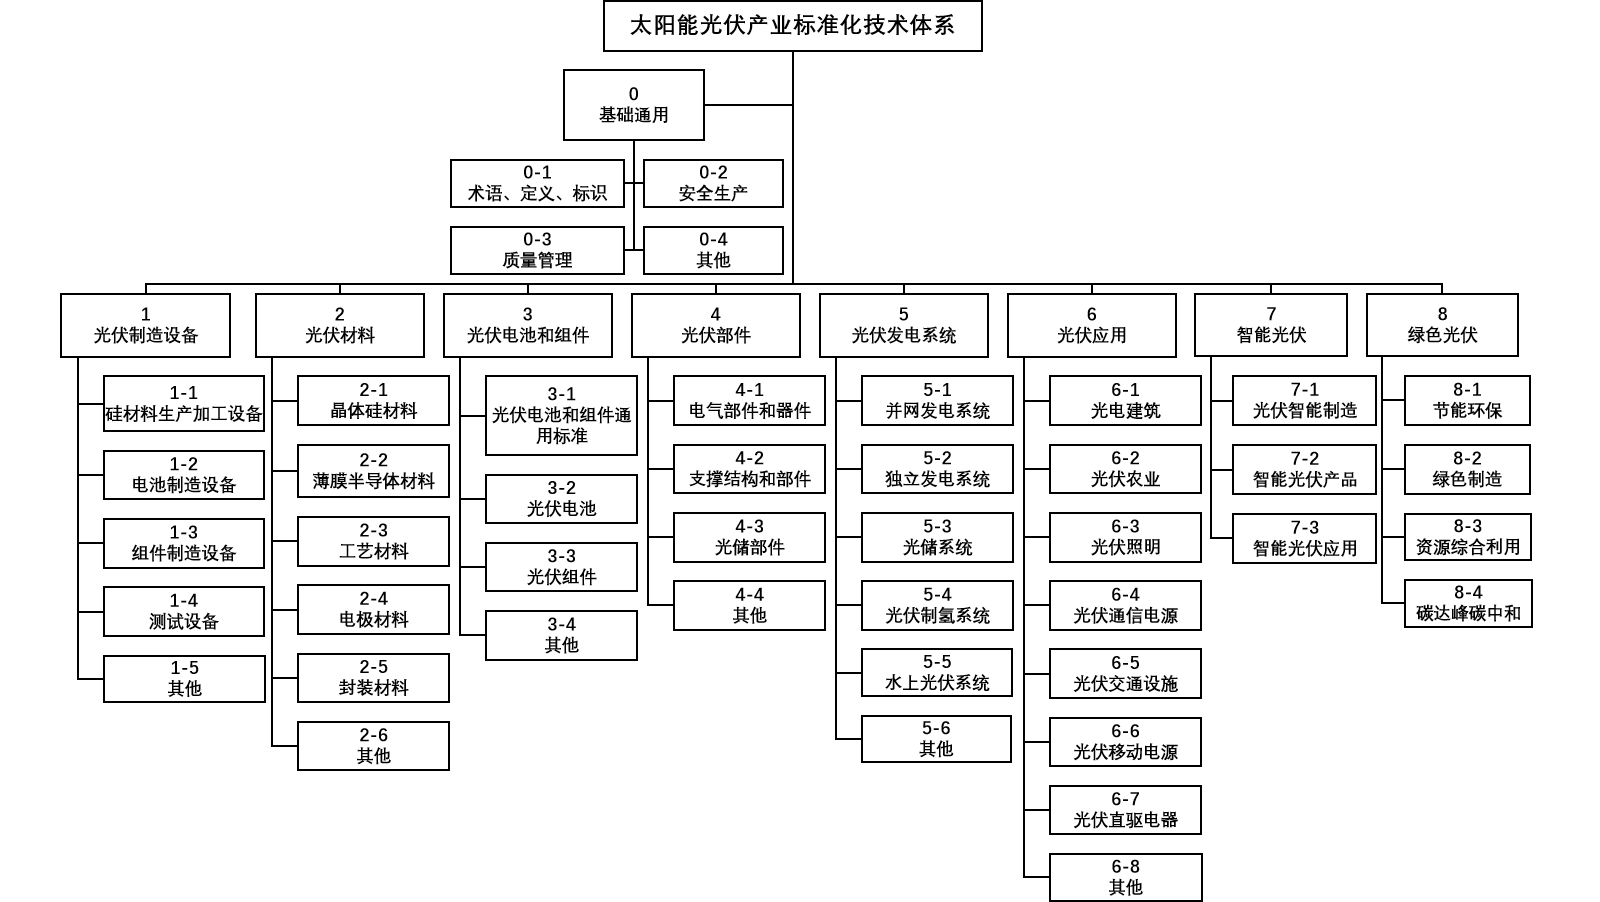 太阳能光伏产业标准化技术体系
0
基础通用
0-1
术语、定义、标识
0-2
安全生产
0-3
质量管理
0-4
其他
1
光伏制造设备
1-1
硅材料生产加工设备
1-2
电池制造设备
1-3
组件制造设备
1-4
测试设备
1-5
其他
2
光伏材料
2-1
晶体硅材料
2-2
薄膜半导体材料
2-3
工艺材料
2-4
电极材料
2-5
封装材料
2-6
其他
3
光伏电池和组件
3-1
光伏电池和组件通
用标准
3-2
光伏电池
3-3
光伏组件
3-4
其他
4
光伏部件
4-1
电气部件和器件
4-2
支撑结构和部件
4-3
光储部件
4-4
其他
5
光伏发电系统
5-1
并网发电系统
5-2
独立发电系统
5-3
光储系统
5-4
光伏制氢系统
5-5
水上光伏系统
5-6
其他
6
光伏应用
6-1
光电建筑
6-2
光伏农业
6-3
光伏照明
6-4
光伏通信电源
6-5
光伏交通设施
6-6
光伏移动电源
6-7
光伏直驱电器
6-8
其他
7
智能光伏
7-1
光伏智能制造
7-2
智能光伏产品
7-3
智能光伏应用
8
绿色光伏
8-1
节能环保
8-2
绿色制造
8-3
资源综合利用
8-4
碳达峰碳中和